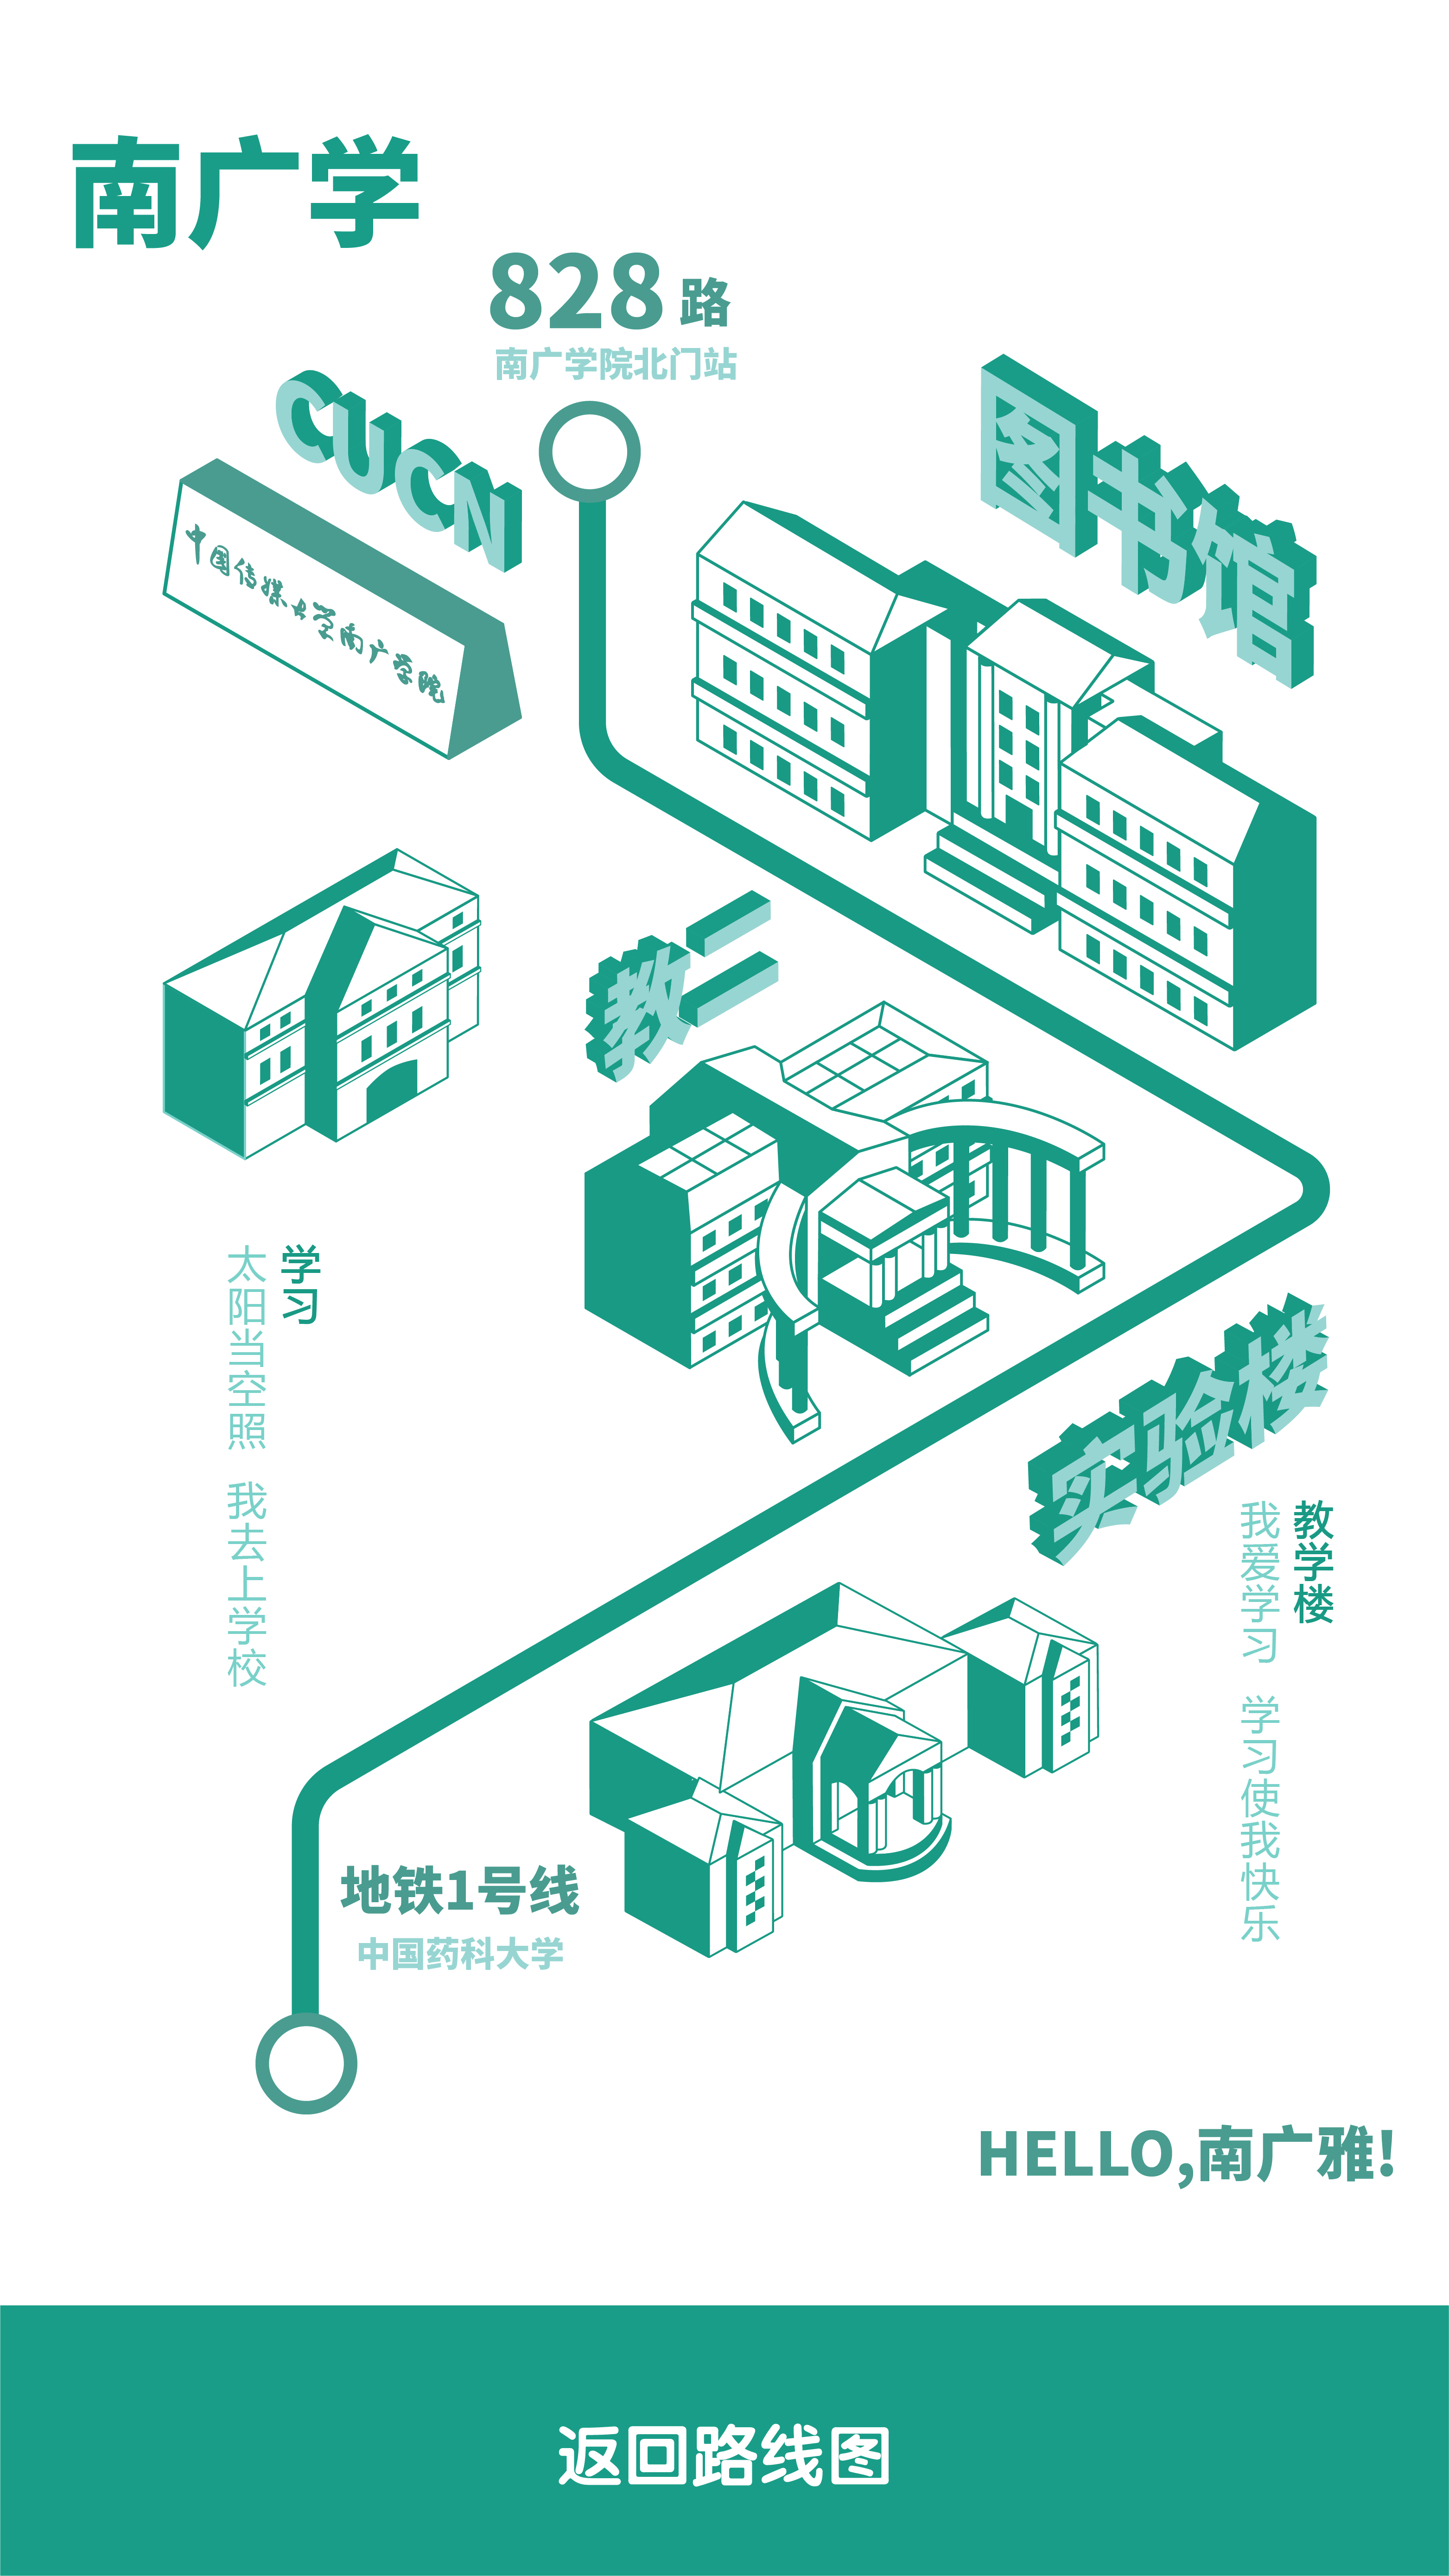 南广学
828 路
南广学院北门站
CUCN
中国传媒大学南广学院
图书馆
教二
学习
太阳当空照 我去上学校
实验楼
教学楼
我爱学习 学习使我快乐
地铁1号线
中国药科大学
HELLO,南广雅!
返回路线图